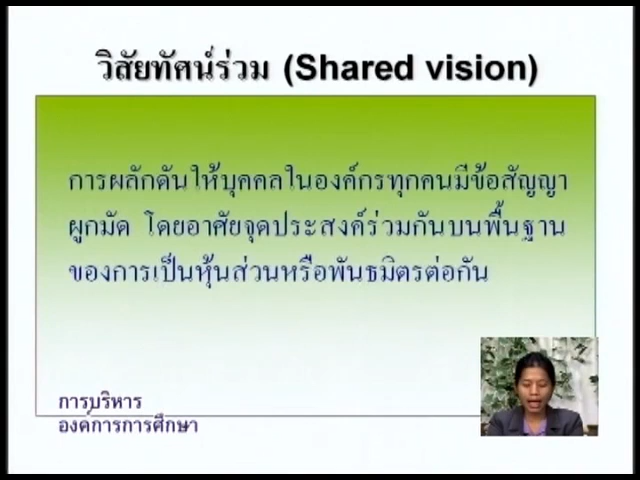 วิสัยทัศน์ร่วม (Shared vision)
การผลักดันให้บุคคลในองค์กรทุกคนมีข้อสัญญา
ผูกมัด โดยอาศัยจุดประสงค์ร่วมกันบนพื้นฐาน
ของการเป็นหุ้นส่วนหรือพันธมิตรต่อกัน
การบริหาร
องค์การการศึกษา